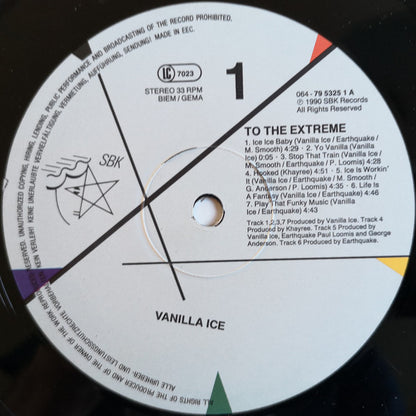 UNAUTHORIZED COPYING, HIRING, LENDING, PUBLIC PERFORMANCE AND BROADCASTING OF THE RECORD PROHIBITED.
KEIN VERLEIH! KEINE UNERLAUBTE VERVIELFÄLTIGUNG, VERMIETUNG, AUFFÜHRUNG, SENDUNG! MADE IN EEC.
LC 7023
STEREO 33 RPM
BIEM / GEMA
1
064 - 79 5325 1 A
℗ 1990 SBK Records
All Rights Reserved
SBK
TO THE EXTREME
1. Ice Ice Baby (Vanilla Ice / Earthquake /
M. Smooth) 4:29 · 2. Yo Vanilla (Vanilla
Ice) 0:05 · 3. Stop That Train (Vanilla Ice /
M. Smooth / Earthquake / P. Loomis) 4:28
4. Hooked (Khayree) 4:51 · 5. Ice Is Workin'
It (Vanilla Ice / Earthquake / M. Smooth /
G. Anderson / P. Loomis) 4:35 · 6. Life Is
A Fantasy (Vanilla Ice / Earthquake) 4:46
7. Play That Funky Music (Vanilla Ice
Ice / Earthquake) 4:43
Track 1,2,3,7 Produced by Vanilla Ice. Track 4
Produced by Khayree. Track 5 Produced by
Vanilla Ice, Earthquake Paul Loomis and George
Anderson. Track 6 Produced by Earthquake.
VANILLA ICE
ALL RIGHTS OF THE PRODUCER AND OF THE OWNER OF THE WORK REPRODUCED
ALLE URHEBER- UND LEISTUNGSSCHUTZRECHTE VORBEHALTEN